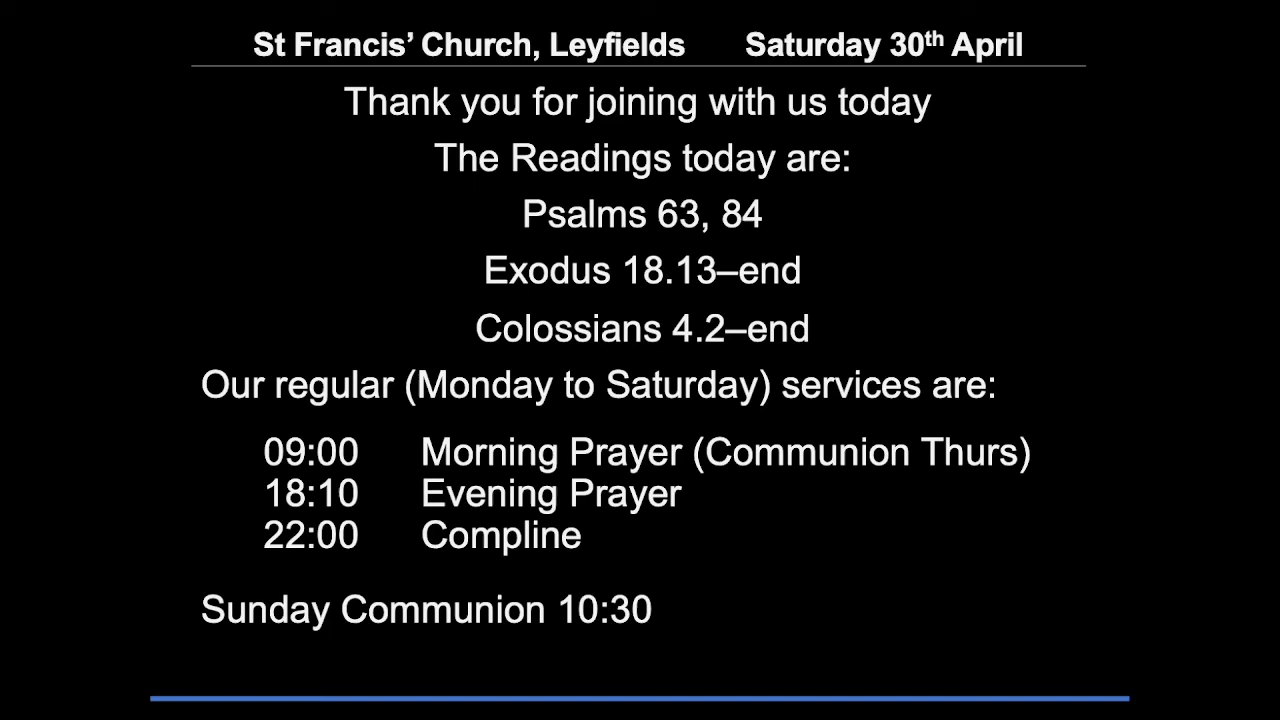 St Francis’ Church, Leyfields Saturday 30th April
Thank you for joining with us today
The Readings today are:
Psalms 63, 84
Exodus 18.13–end
Colossians 4.2–end
Our regular (Monday to Saturday) services are:
09:00 Morning Prayer (Communion Thurs)
18:10 Evening Prayer
22:00 Compline
Sunday Communion 10:30